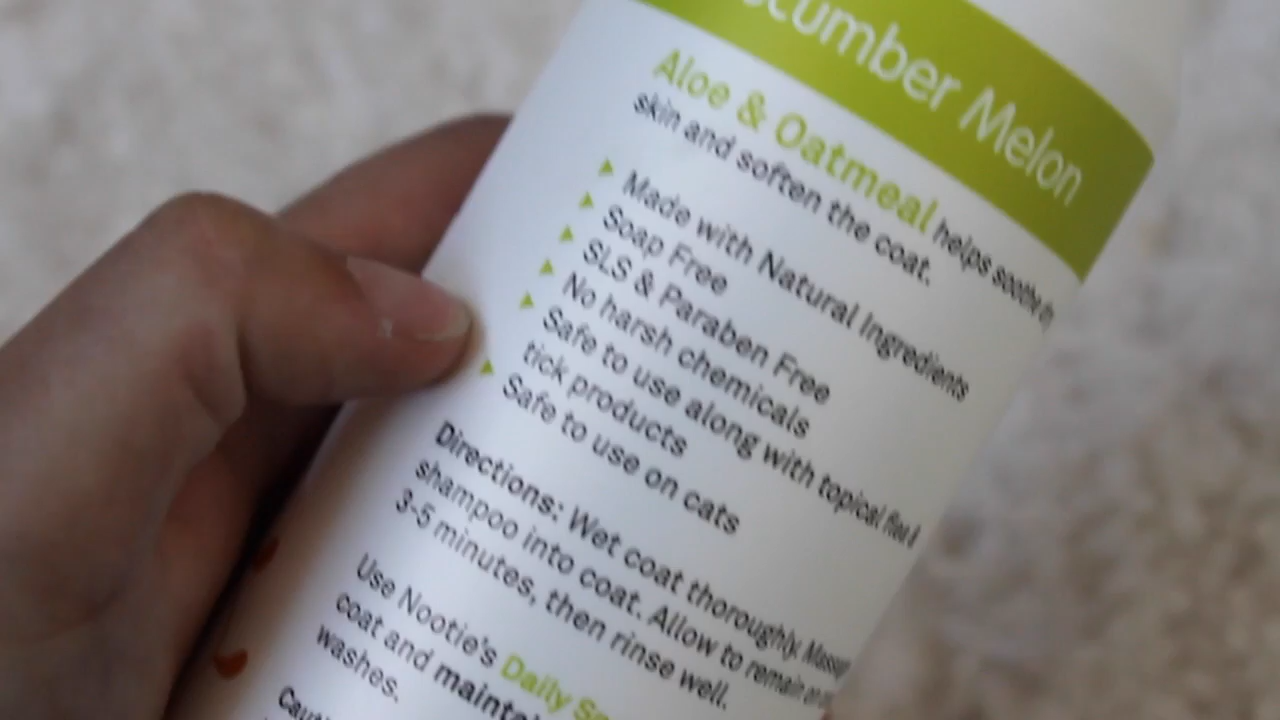 cumber Melon
Aloe & Oatmeal helps soothe dry
skin and soften the coat.
Made with Natural Ingredients
Soap Free
SLS & Paraben Free
No harsh chemicals
Safe to use along with topical flea &
tick products
Safe to use on cats
Directions: Wet coat thoroughly. Massage
shampoo into coat. Allow to remain on
3-5 minutes, then rinse well.
Use Nootie's Daily
coat and
washes.